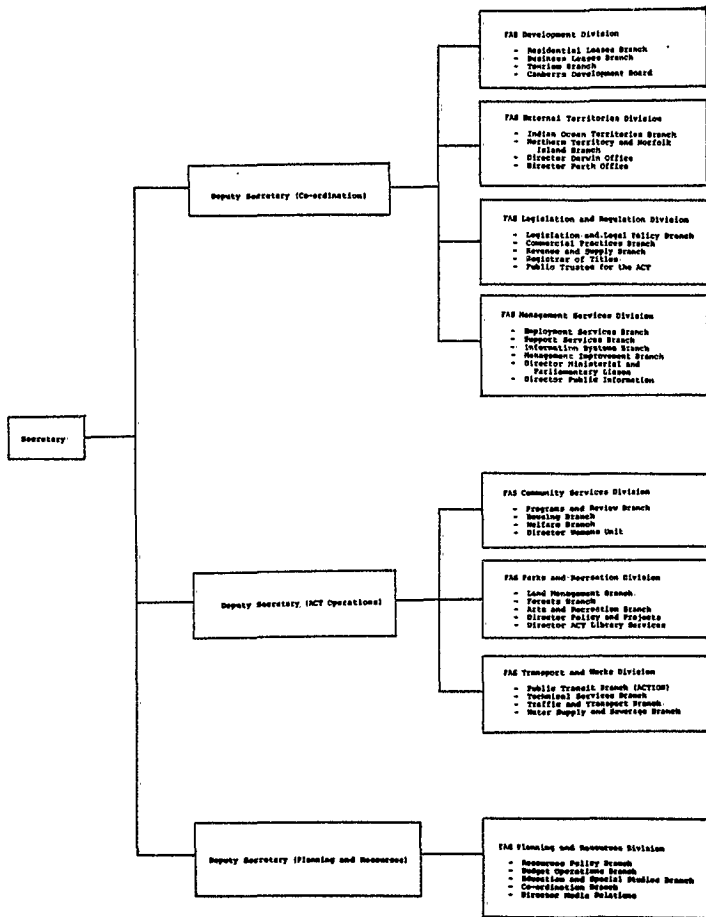 Secretary
Deputy Secretary (Co-ordination)
FAS Development Division
- Residential Leases Branch
- Business Leases Branch
- Tourism Branch
- Canberra Development Board
FAS External Territories Division
- Indian Ocean Territories Branch
- Northern Territory and Norfolk
Island Branch
- Director Darwin Office
- Director Perth Office
FAS Legislation and Regulation Division
- Legislation and Legal Policy Branch
- Commercial Practices Branch
- Revenue and Supply Branch
- Registrar of Titles
- Public Trustee for the ACT
FAS Management Services Division
- Employment Services Branch
- Support Services Branch
- Information Systems Branch
- Management Improvement Branch
- Director Ministerial and
Parliamentary Liason
- Director Public Information
Deputy Secretary (ACT Operations)
FAS Community Services Division
- Programs and Review Branch
- Housing Branch
- Welfare Branch
- Director Womens Unit
FAS Parks and Recreation Division
- Land Management Branch
- Forests Branch
- Arts and Recreation Branch
- Director Policy and Projects
- Director ACT Library Services
FAS Transport and Works Division
- Public Transit Branch (ACTION)
- Technical Services Branch
- Traffic and Transport Branch
- Water Supply and Sewerage Branch
Deputy Secretary (Planning and Resources)
FAS Planning and Resources Division
- Resources Policy Branch
- Budget Operations Branch
- Education and Special Studies Branch
- Co-ordination Branch
- Director Media Relations